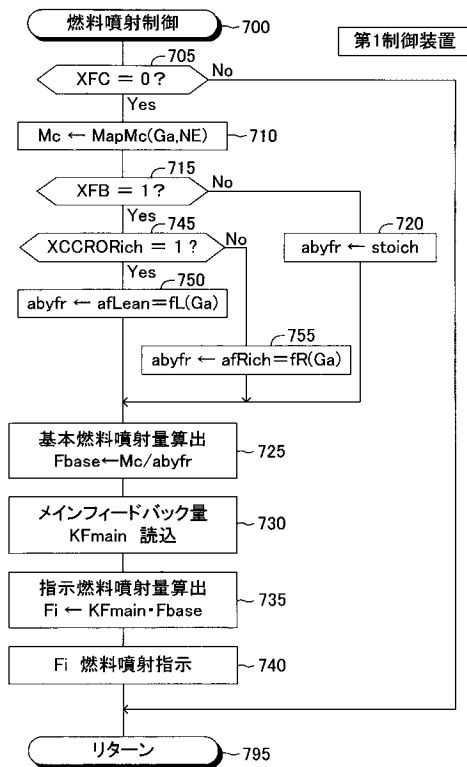 燃料噴射制御
700
第1制御装置
705
XFC = 0?
No
Yes
Mc ← MapMc(Ga,NE)
710
715
XFB = 1?
No
Yes
745
XCCRORich = 1?
No
Yes
720
abyfr ← stoich
750
abyfr ← afLean=fL(Ga)
755
abyfr ← afRich=fR(Ga)
基本燃料噴射量算出
Fbase←Mc/abyfr
725
メインフィードバック量
KFmain 読込
730
指示燃料噴射量算出
Fi ← KFmain・Fbase
735
Fi 燃料噴射指示
740
リターン
795